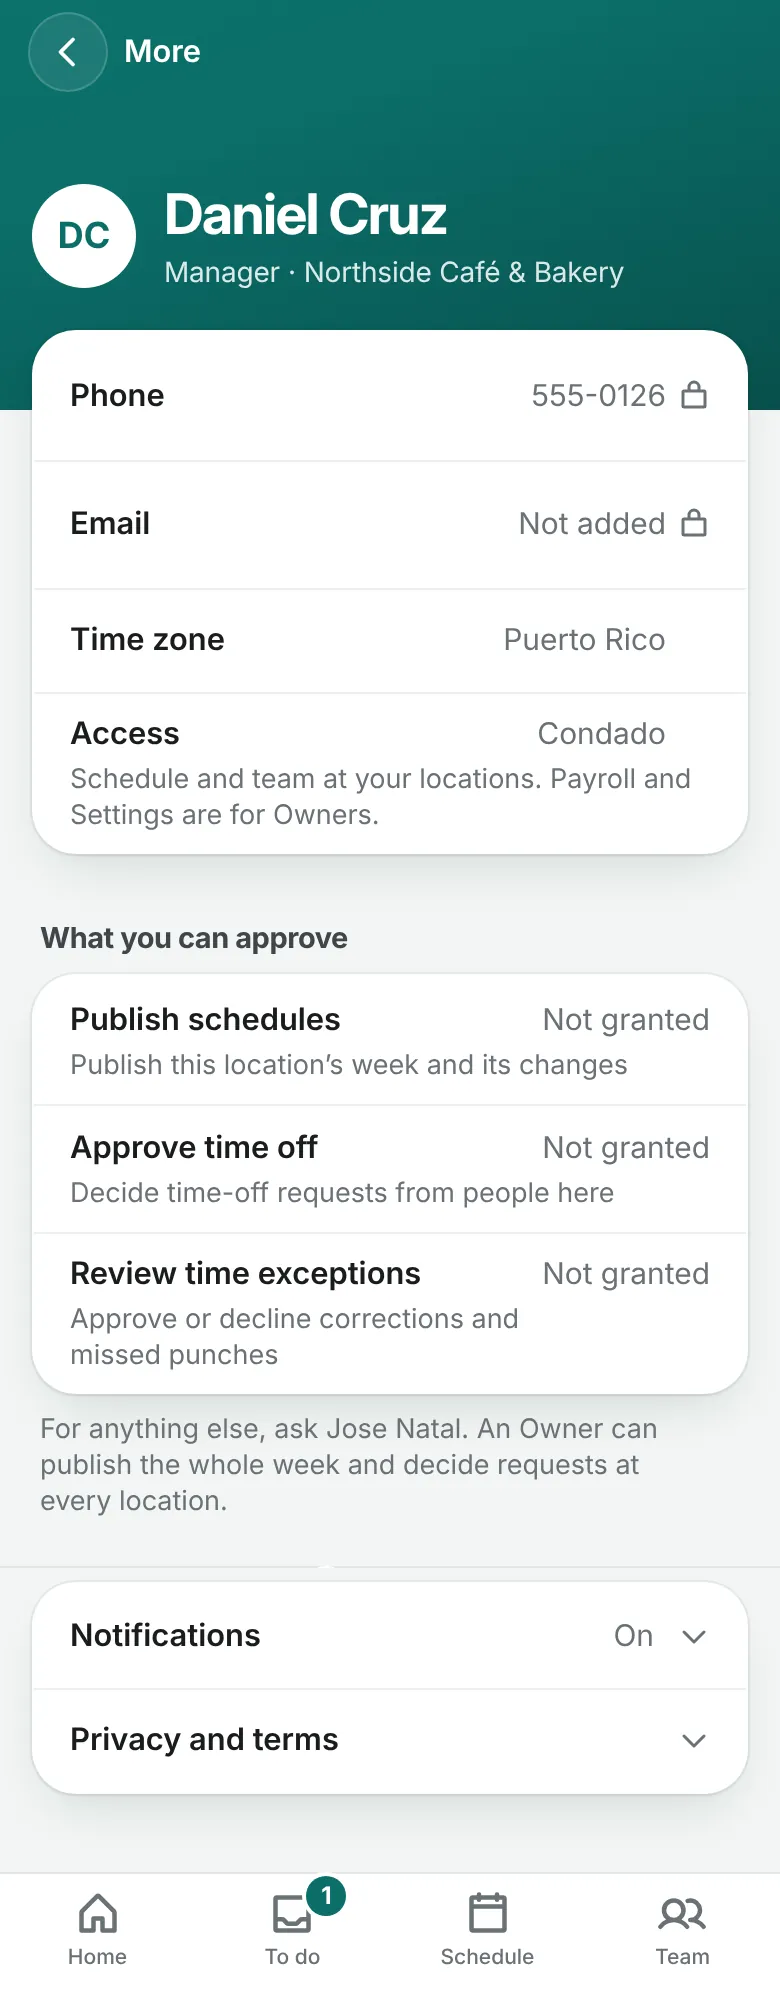 More
DC
Daniel Cruz
Manager · Northside Café & Bakery
Phone 555-0126
Email Not added
Time zone Puerto Rico
Access Condado
Schedule and team at your locations. Payroll and
Settings are for Owners.
What you can approve
Publish schedules Not granted
Publish this location’s week and its changes
Approve time off Not granted
Decide time-off requests from people here
Review time exceptions Not granted
Approve or decline corrections and
missed punches
For anything else, ask Jose Natal. An Owner can
publish the whole week and decide requests at
every location.
Notifications On
Privacy and terms
1
Home To do Schedule Team